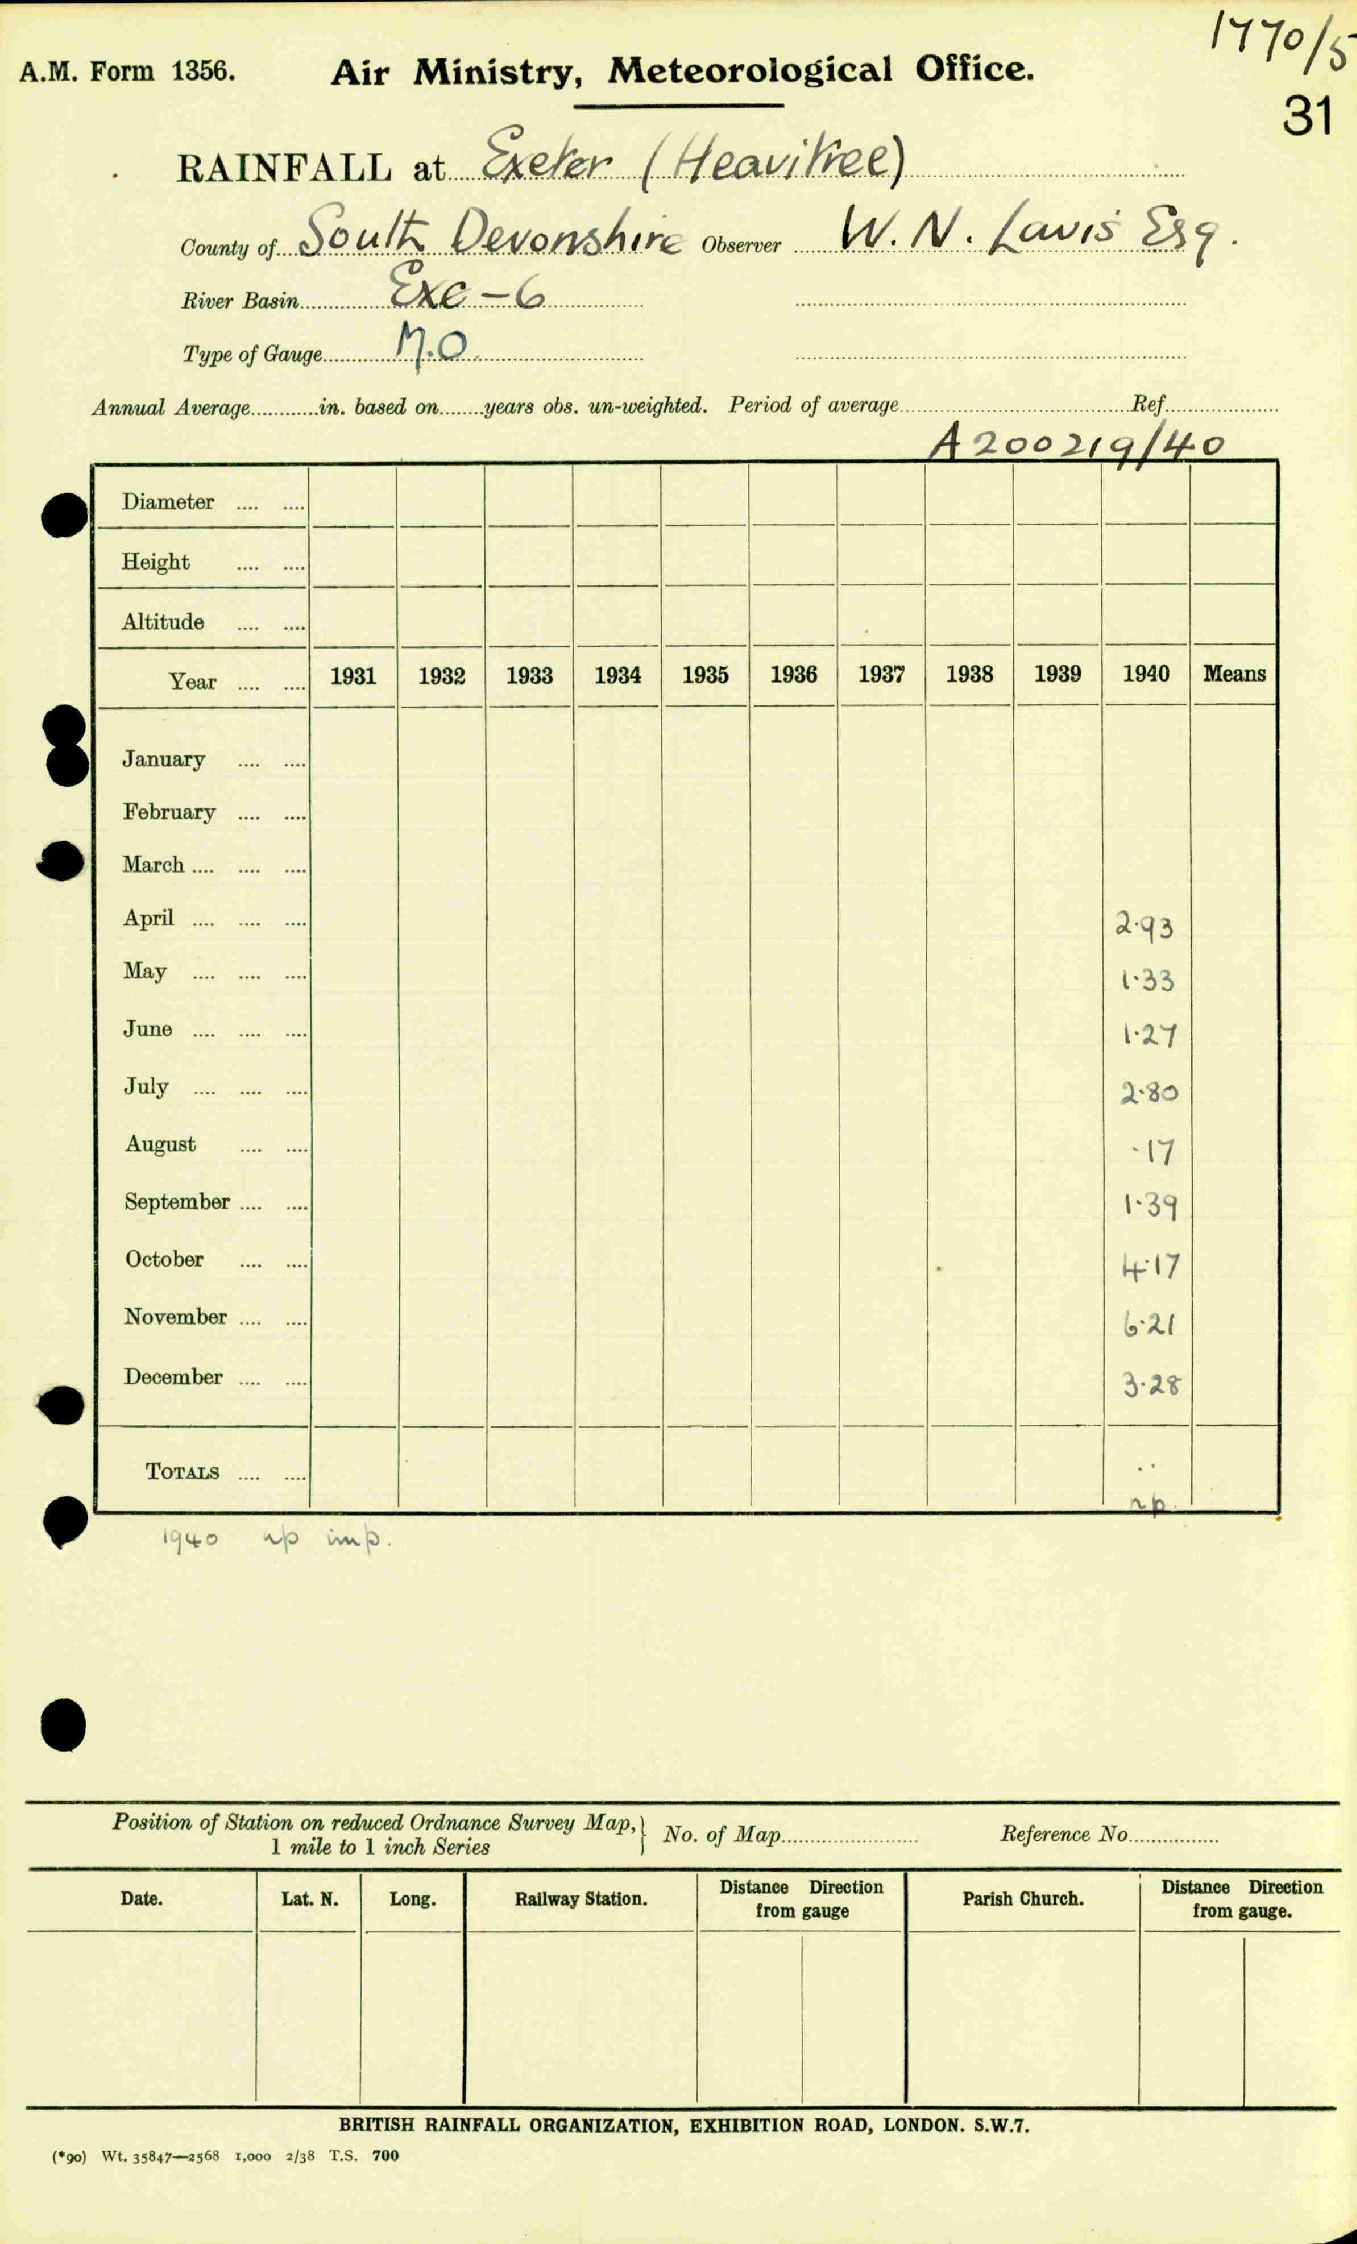 1770/5
A.M. Form 1356. Air Ministry, Meteorological Office.
31
RAINFALL at Exeter (Heavitree)
County of South Devonshire Observer W. N. Lavis Esq.
River Basin Exe - 6
Type of Gauge M.O.
Annual Average in. based on years obs. un-weighted. Period of average Ref.
A200219/40
Diameter
Height
Altitude
Year 1931 1932 1933 1934 1935 1936 1937 1938 1939 1940 Means
January
February
March
April 2.93
May 1.33
June 1.27
July 2.80
August .17
September 1.39
October 4.17
November 6.21
December 3.28
TOTALS ..
np
1940 np imp.
Position of Station on reduced Ordnance Survey Map, 1 mile to 1 inch Series } No. of Map Reference No.
Date. Lat. N. Long. Railway Station. Distance Direction from gauge Parish Church. Distance Direction from gauge.
BRITISH RAINFALL ORGANIZATION, EXHIBITION ROAD, LONDON. S.W.7.
(*90) Wt. 35847—2568 1,000 2/38 T.S. 700